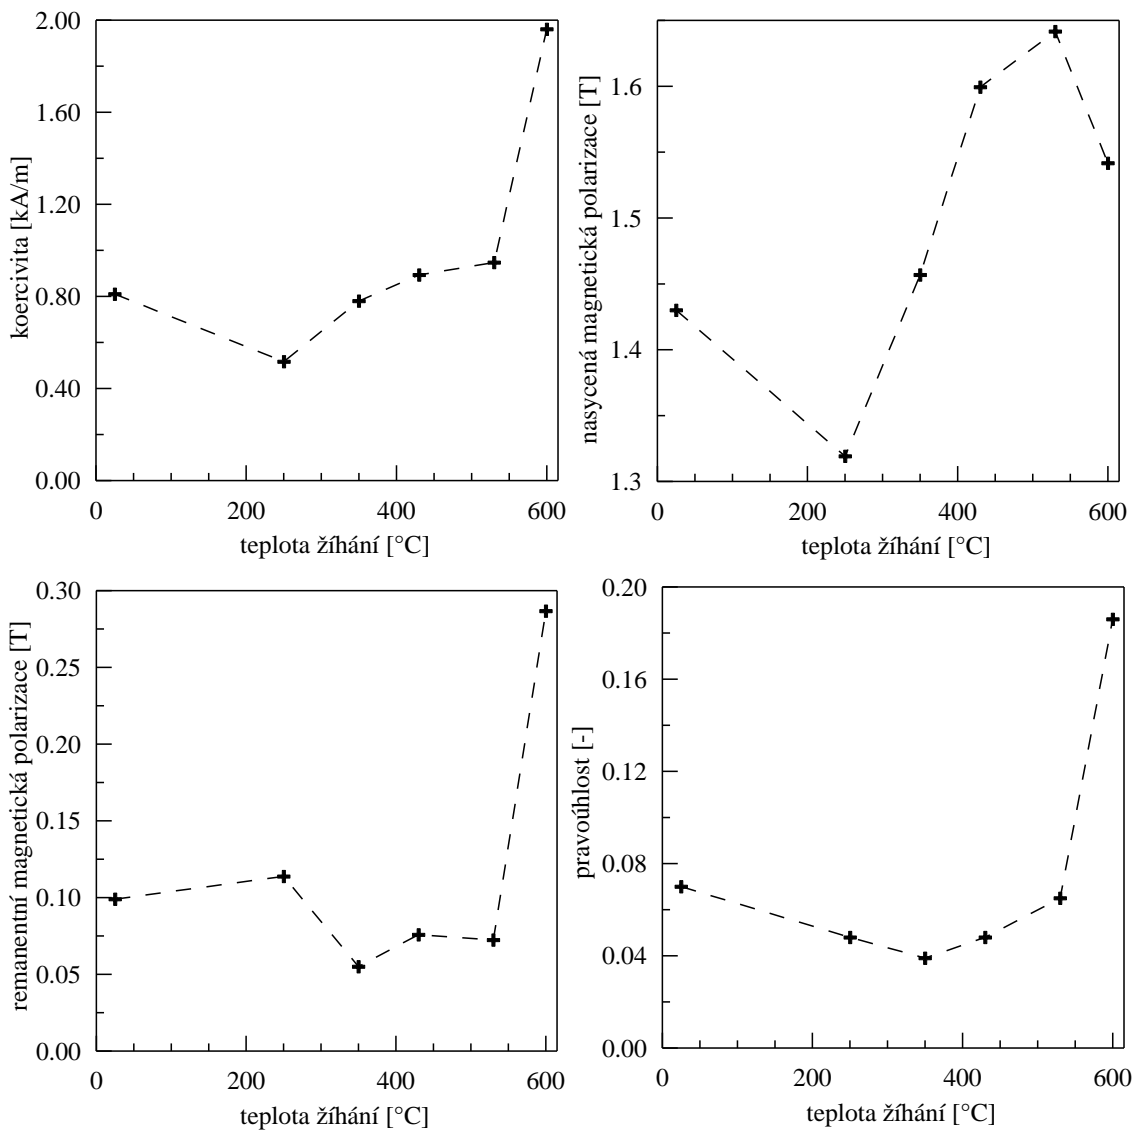 koercivita [kA/m]
2.00
1.60
1.20
0.80
0.40
0.00
0 200 400 600
teplota žíhání [°C]
nasycená magnetická polarizace [T]
1.6
1.5
1.4
1.3
0 200 400 600
teplota žíhání [°C]
remanentní magnetická polarizace [T]
0.30
0.25
0.20
0.15
0.10
0.05
0.00
0 200 400 600
teplota žíhání [°C]
pravoúhlost [-]
0.20
0.16
0.12
0.08
0.04
0.00
0 200 400 600
teplota žíhání [°C]